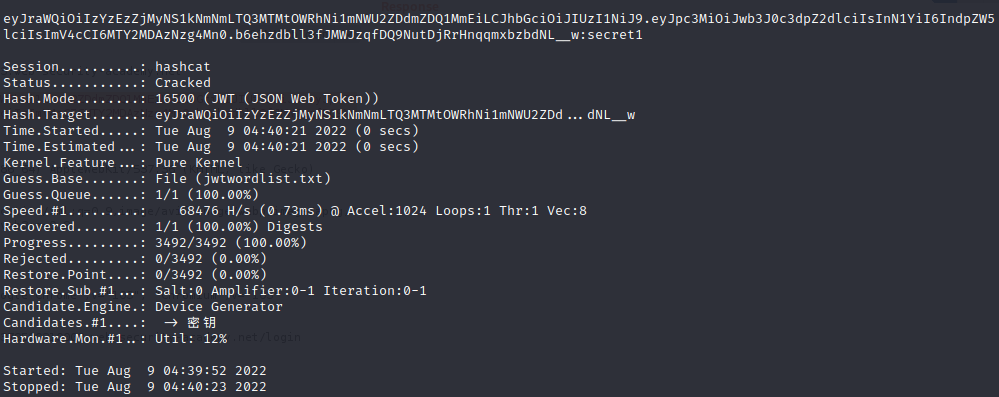 eyJraWQiOiIzYzEzZjMyNS1kNmNmLTQ3MTMtOWRhNi1mNWU2ZDdmZDQ1MmEiLCJhbGciOiJIUzI1NiJ9.eyJpc3MiOiJwb3J0c3dpZ2dlciIsInN1YiI6IndpZW5
lciIsImV4cCI6MTY2MDAzNzg4Mn0.b6ehzdbll3fJMWJzqfDQ9NutDjRrHnqqmxbzbdNL__w:secret1
Session..........: hashcat
Status...........: Cracked
Hash.Mode........: 16500 (JWT (JSON Web Token))
Hash.Target......: eyJraWQiOiIzYzEzZjMyNS1kNmNmLTQ3MTMtOWRhNi1mNWU2ZDd...dNL__w
Time.Started.....: Tue Aug  9 04:40:21 2022 (0 secs)
Time.Estimated...: Tue Aug  9 04:40:21 2022 (0 secs)
Kernel.Feature...: Pure Kernel
Guess.Base.......: File (jwtwordlist.txt)
Guess.Queue......: 1/1 (100.00%)
Speed.#1.........:    68476 H/s (0.73ms) @ Accel:1024 Loops:1 Thr:1 Vec:8
Recovered........: 1/1 (100.00%) Digests
Progress.........: 3492/3492 (100.00%)
Rejected.........: 0/3492 (0.00%)
Restore.Point....: 0/3492 (0.00%)
Restore.Sub.#1...: Salt:0 Amplifier:0-1 Iteration:0-1
Candidate.Engine.: Device Generator
Candidates.#1....:  -> 密钥
Hardware.Mon.#1..: Util: 12%
Started: Tue Aug  9 04:39:52 2022
Stopped: Tue Aug  9 04:40:23 2022